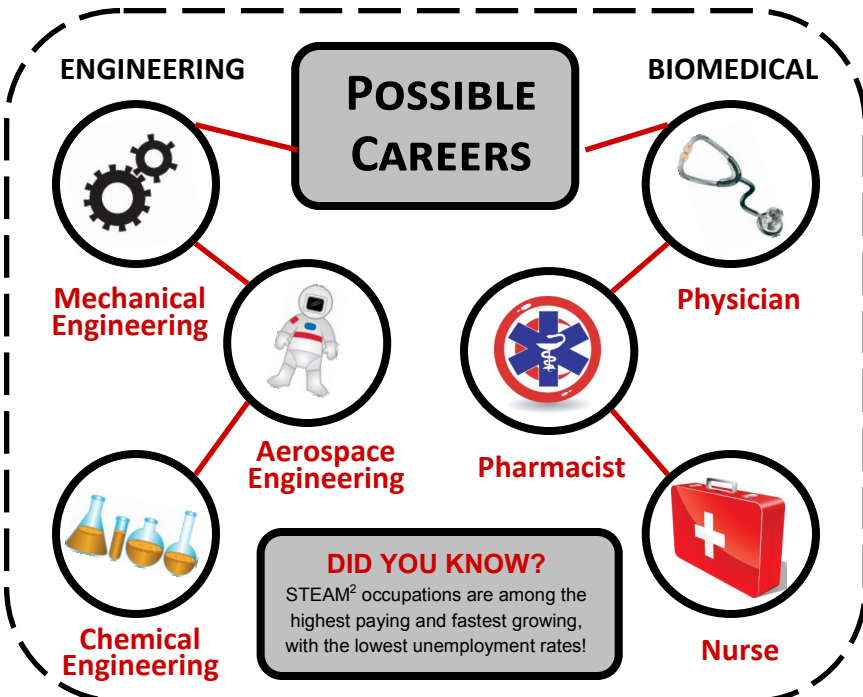 ENGINEERING
POSSIBLE
CAREERS
BIOMEDICAL
Mechanical
Engineering
Physician
Aerospace
Engineering
Pharmacist
Chemical
Engineering
Nurse
DID YOU KNOW?
STEAM² occupations are among the
highest paying and fastest growing,
with the lowest unemployment rates!